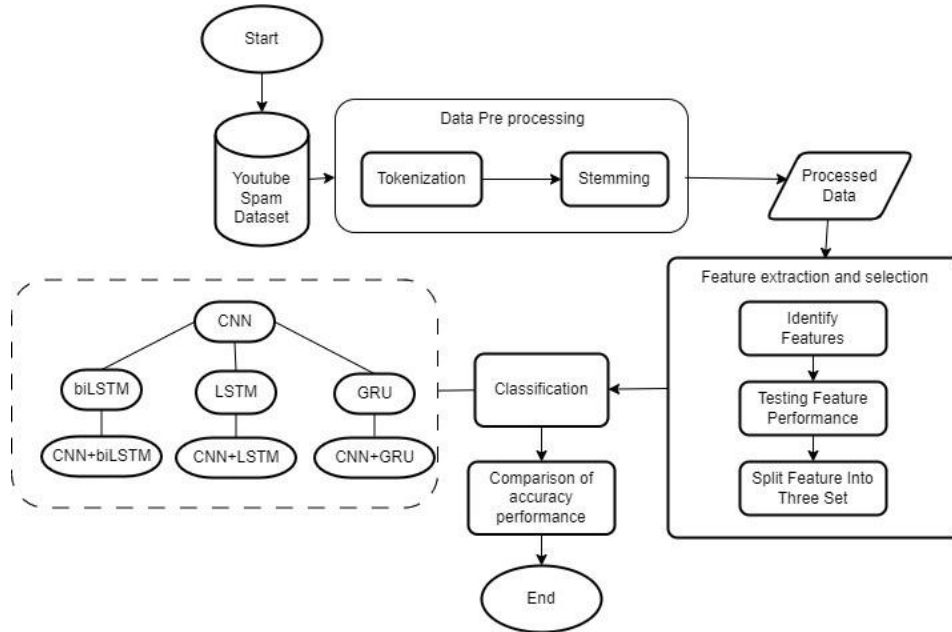 Start
Youtube
Spam
Dataset
Data Pre processing
Tokenization
Stemming
Processed
Data
Feature extraction and selection
Identify
Features
Testing Feature
Performance
Split Feature Into
Three Set
Classification
CNN
biLSTM
LSTM
GRU
CNN+biLSTM
CNN+LSTM
CNN+GRU
Comparison of
accuracy
performance
End